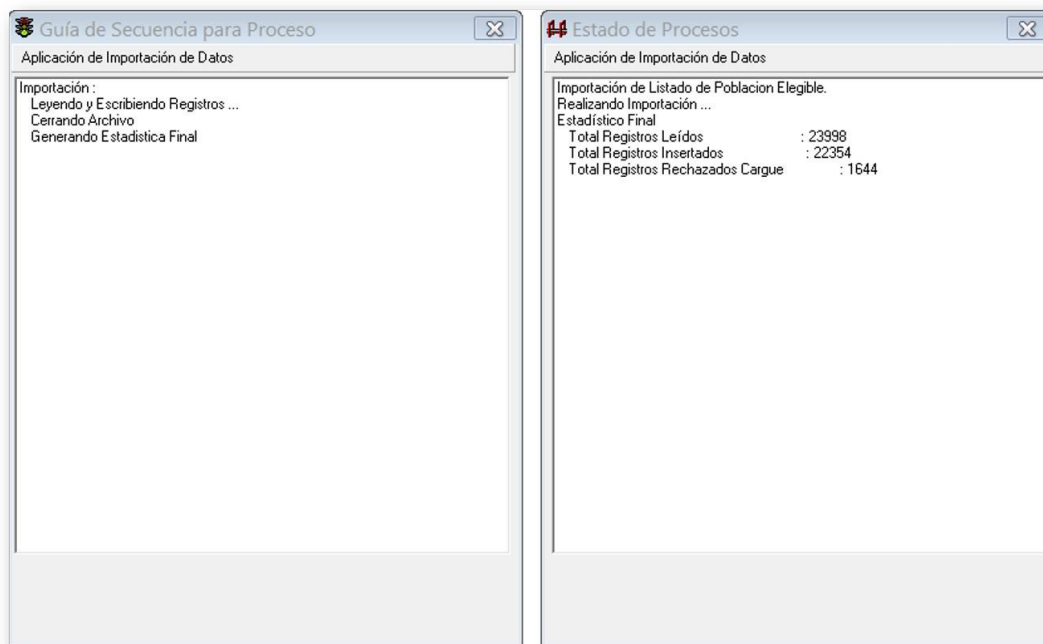 Guía de Secuencia para Proceso
Aplicación de Importación de Datos
Importación :
Leyendo y Escribiendo Registros ...
Cerrando Archivo
Generando Estadistica Final
Estado de Procesos
Aplicación de Importación de Datos
Importación de Listado de Poblacion Elegible.
Realizando Importación ...
Estadístico Final
Total Registros Leídos : 23998
Total Registros Insertados : 22354
Total Registros Rechazados Cargue : 1644